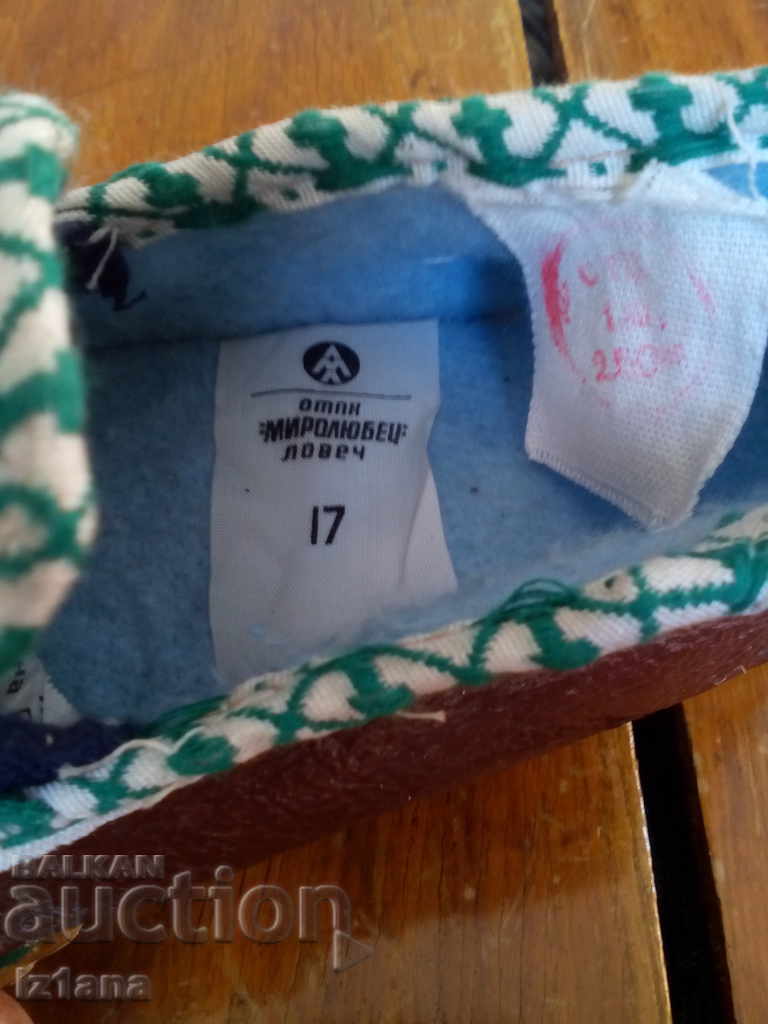 ОТПК
"МИРОЛЮБЕЦ"
ЛОВЕЧ
17
BALKAN
auction
iz1ana